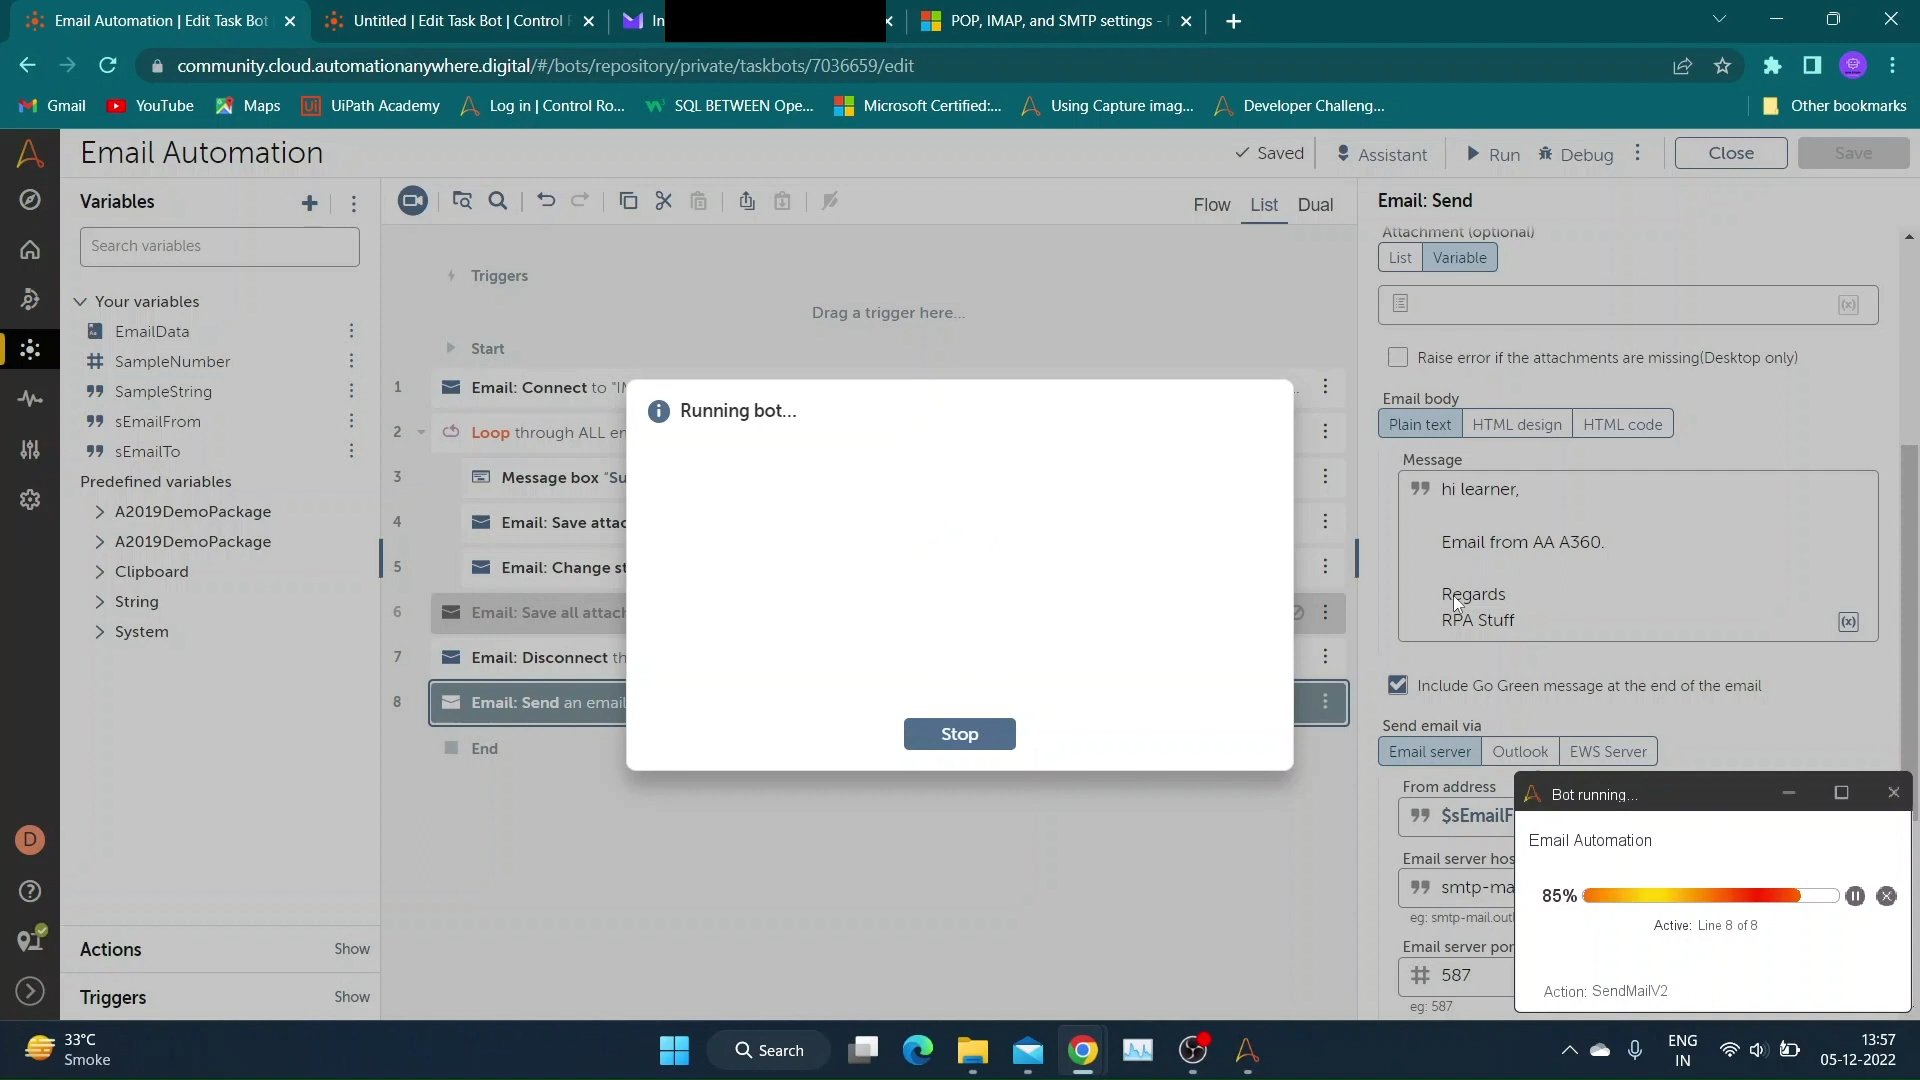 Email Automation | Edit Task Bot
Untitled | Edit Task Bot | Control
In
POP, IMAP, and SMTP settings -
community.cloud.automationanywhere.digital/#/bots/repository/private/taskbots/7036659/edit
Gmail
YouTube
Maps
UiPath Academy
Log in | Control Ro...
SQL BETWEEN Ope...
Microsoft Certified:...
Using Capture imag...
Developer Challeng...
Other bookmarks
Email Automation
Saved
Assistant
Run
Debug
Close
Save
Variables
Search variables
Your variables
EmailData
SampleNumber
SampleString
sEmailFrom
sEmailTo
Predefined variables
A2019DemoPackage
A2019DemoPackage
Clipboard
String
System
Actions
Show
Triggers
Show
Flow
List
Dual
Triggers
Drag a trigger here...
Start
1 Email: Connect to "IM
2 Loop through ALL em
3 Message box "Su
4 Email: Save attac
5 Email: Change st
6 Email: Save all attach
7 Email: Disconnect th
8 Email: Send an email
End
Running bot...
Stop
Email: Send
Attachment (optional)
List
Variable
Raise error if the attachments are missing(Desktop only)
Email body
Plain text
HTML design
HTML code
Message
hi learner,
Email from AA A360.
Regards
RPA Stuff
(x)
Include Go Green message at the end of the email
Send email via
Email server
Outlook
EWS Server
From address
$sEmailF
Email server hos
smtp-ma
eg: smtp-mail.outl
Email server por
587
eg: 587
Bot running...
Email Automation
85%
Active: Line 8 of 8
Action: SendMailV2
D
33°C
Smoke
Search
ENG
IN
13:57
05-12-2022